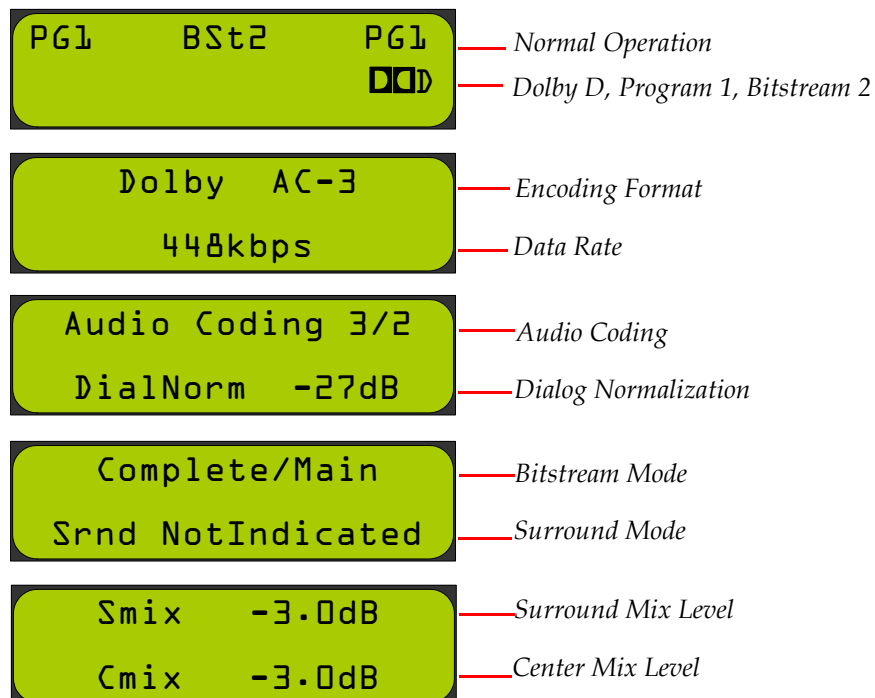 PG1 BSt2 PG1 Normal Operation
D Dolby D, Program 1, Bitstream 2
Dolby AC-3 Encoding Format
448kbps Data Rate
Audio Coding 3/2 Audio Coding
DialNorm -27dB Dialog Normalization
Complete/Main Bitstream Mode
Srnd NotIndicated Surround Mode
Smix -3.0dB Surround Mix Level
Cmix -3.0dB Center Mix Level